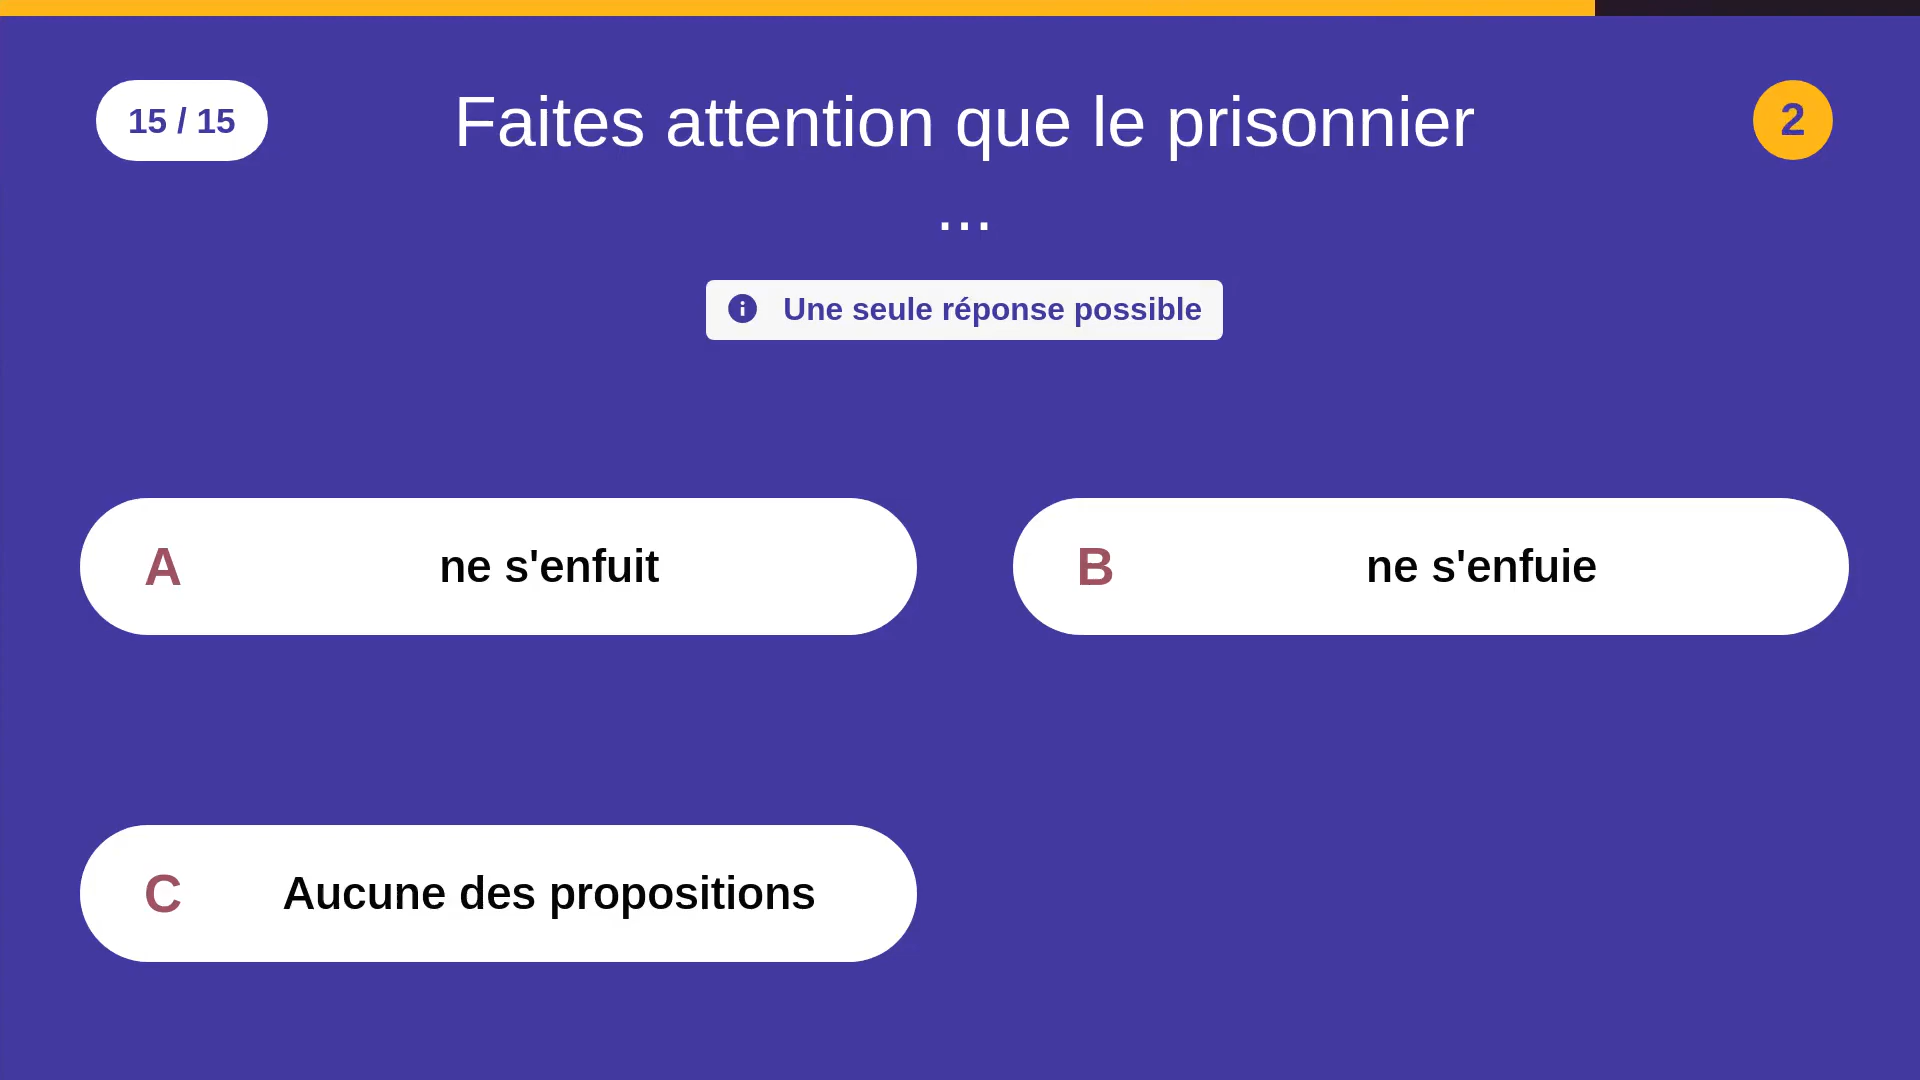 15 / 15
Faites attention que le prisonnier
...
2
Une seule réponse possible
A
ne s'enfuit
B
ne s'enfuie
C
Aucune des propositions